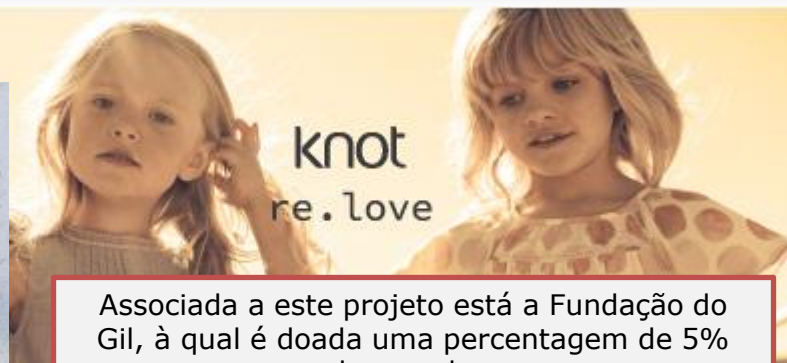 knot
re.love
Associada a este projeto está a Fundação do
Gil, à qual é doada uma percentagem de 5%